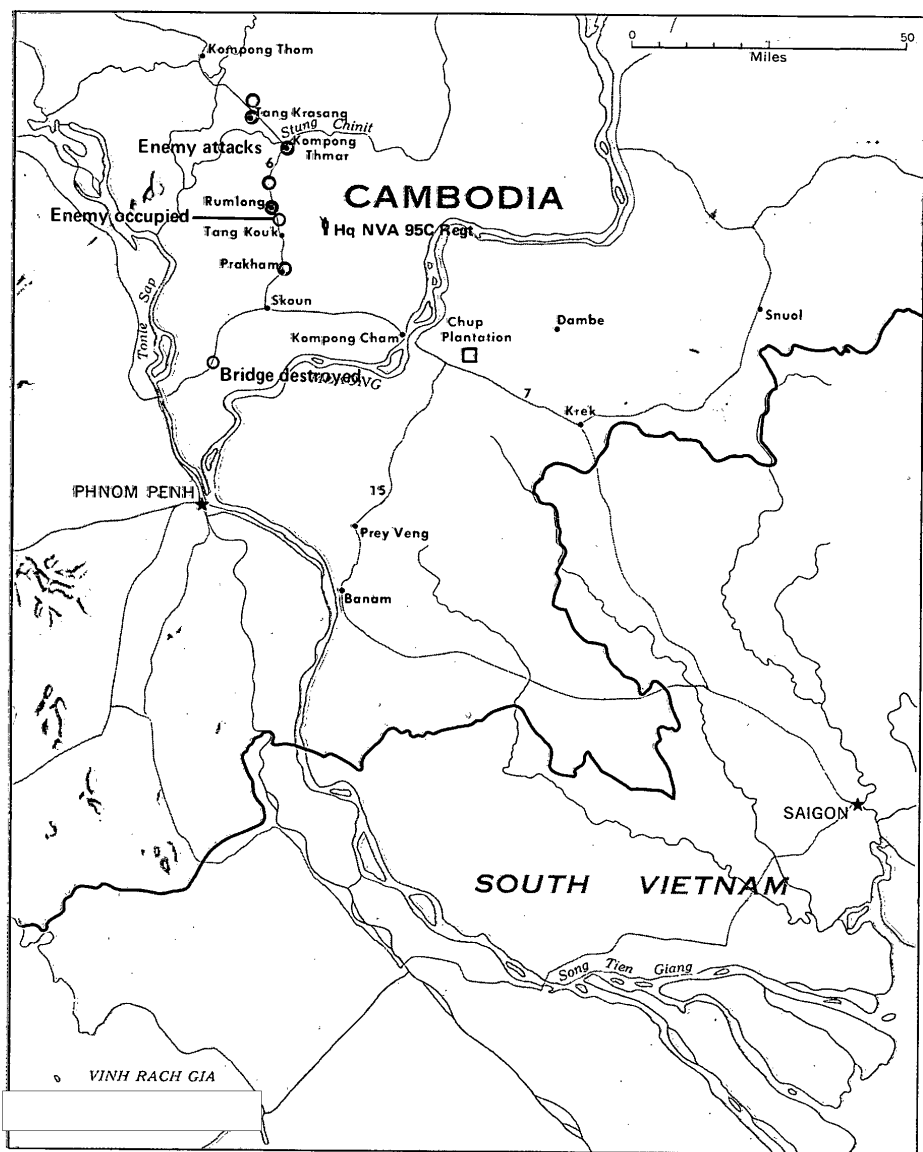 0 50
Miles
Kompong Thom
Tang Krasang
Stung Chinit
Enemy attacks
Kompong
Thmar
6
CAMBODIA
Rumlong
Enemy occupied
Hq NVA 95C Regt.
Tang Kouk
Prakham
Tonle Sap
Skoun
Snuol
Chup
Plantation
Dambe
Kompong Cham
Bridge destroyed
7
Krek
PHNOM PENH
15
Prey Veng
Banam
SAIGON
SOUTH VIETNAM
Song Tien Giang
VINH RACH GIA